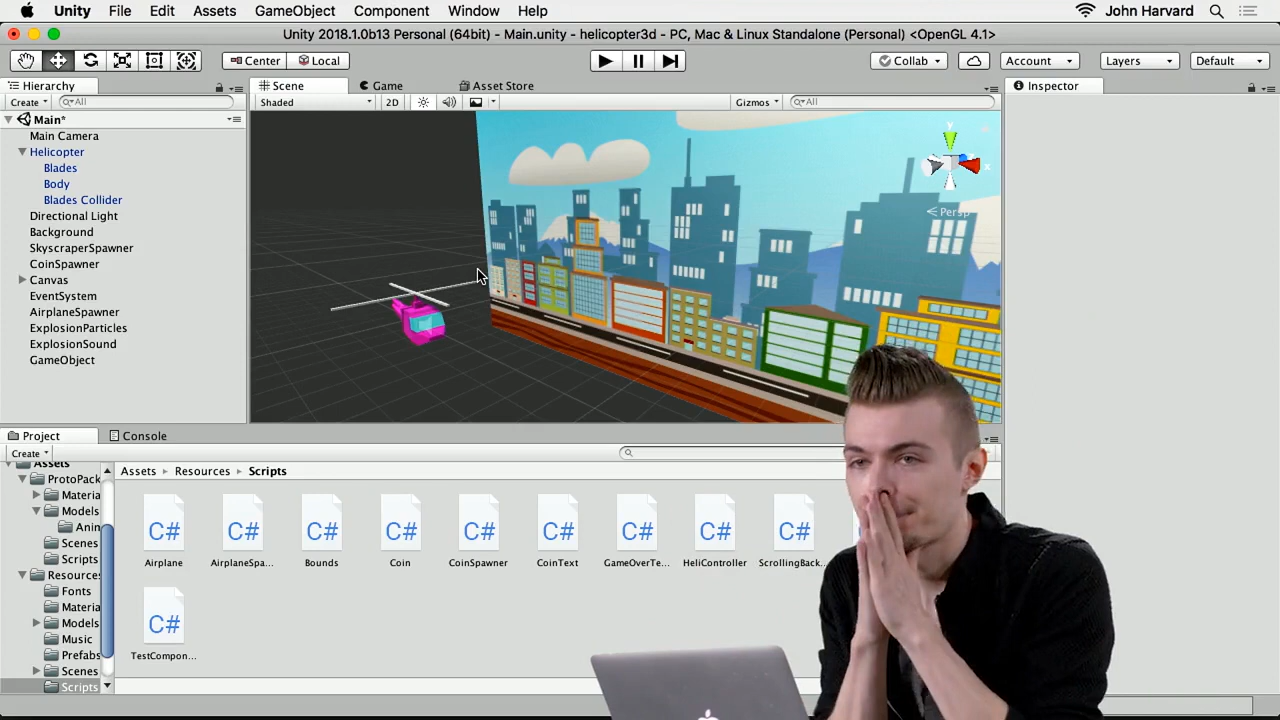 Unity File Edit Assets GameObject Component Window Help John Harvard
Unity 2018.1.0b13 Personal (64bit) - Main.unity - helicopter3d - PC, Mac & Linux Standalone (Personal) <OpenGL 4.1>
Center Local Collab Account Layers Default
Hierarchy Scene Game Asset Store Inspector
Create All Shaded 2D Gizmos All
Main*
Main Camera
Helicopter
Blades
Body
Blades Collider
Directional Light
Background
SkyscraperSpawner
CoinSpawner
Canvas
EventSystem
AirplaneSpawner
ExplosionParticles
ExplosionSound
GameObject
y
x
Persp
Project Console
Create
Assets
ProtoPack
Materia
Models
Anin
Scenes
Scripts
Resources
Fonts
Materia
Models
Music
Prefabs
Scenes
Scripts
Assets Resources Scripts
C# C# C# C# C# C# C# C# C#
Airplane AirplaneSpa... Bounds Coin CoinSpawner CoinText GameOverTe... HeliController ScrollingBack...
C#
TestCompon...